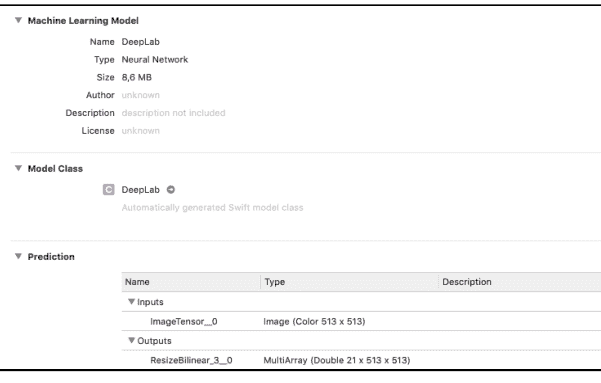 Machine Learning Model
Name DeepLab
Type Neural Network
Size 8,6 MB
Author unknown
Description description not included
License unknown
Model Class
C DeepLab
Automatically generated Swift model class
Prediction
Name Type Description
Inputs
ImageTensor__0 Image (Color 513 x 513)
Outputs
ResizeBilinear_3__0 MultiArray (Double 21 x 513 x 513)